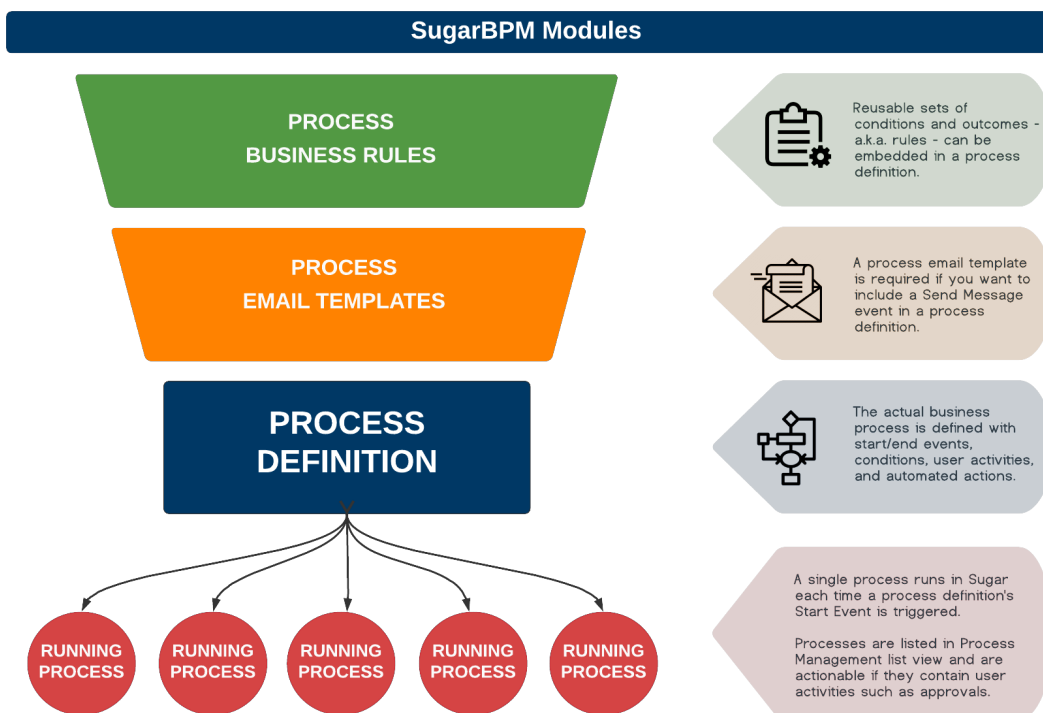 SugarBPM Modules
PROCESS
BUSINESS RULES
Reusable sets of
conditions and outcomes -
a.k.a. rules - can be
embedded in a process
definition.
PROCESS
EMAIL TEMPLATES
A process email template
is required if you want to
include a Send Message
event in a process
definition.
PROCESS
DEFINITION
The actual business
process is defined with
start/end events,
conditions, user activities,
and automated actions.
RUNNING
PROCESS
RUNNING
PROCESS
RUNNING
PROCESS
RUNNING
PROCESS
RUNNING
PROCESS
A single process runs in Sugar
each time a process definition's
Start Event is triggered.
Processes are listed in Process
Management list view and are
actionable if they contain user
activities such as approvals.